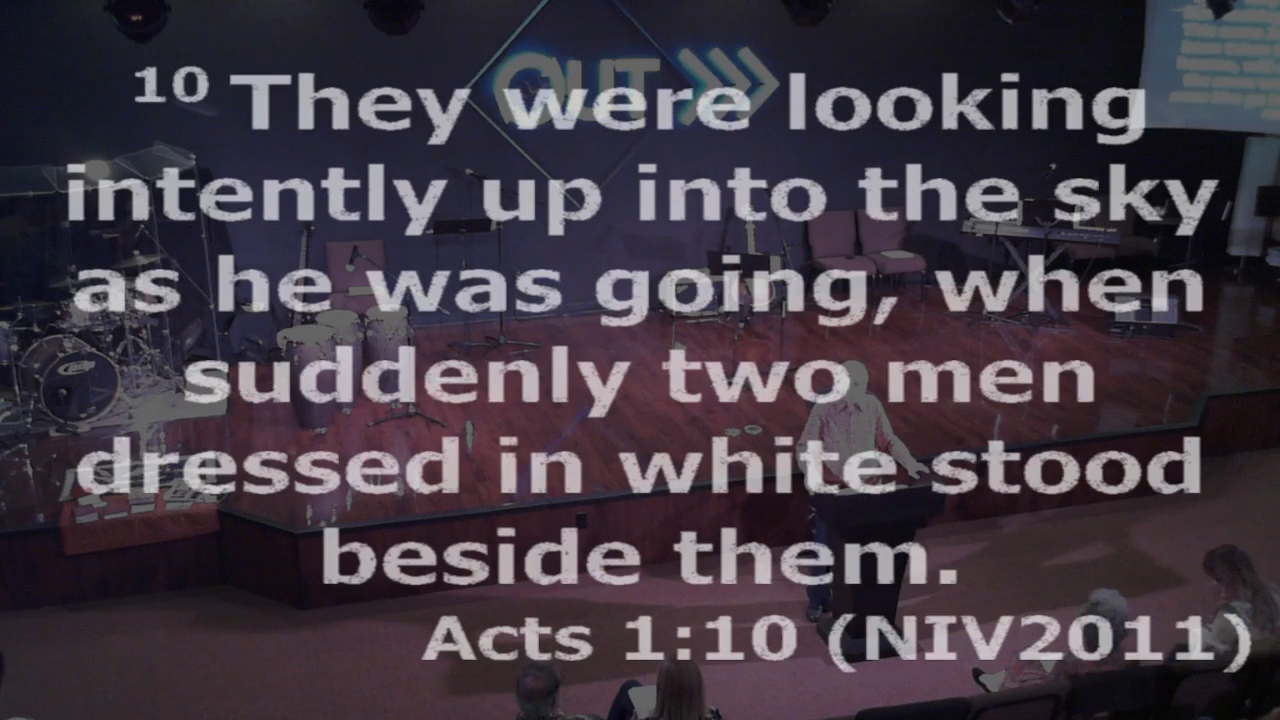 OUT
10 They were looking
intently up into the sky
as he was going, when
suddenly two men
dressed in white stood
beside them.
Acts 1:10 (NIV2011)